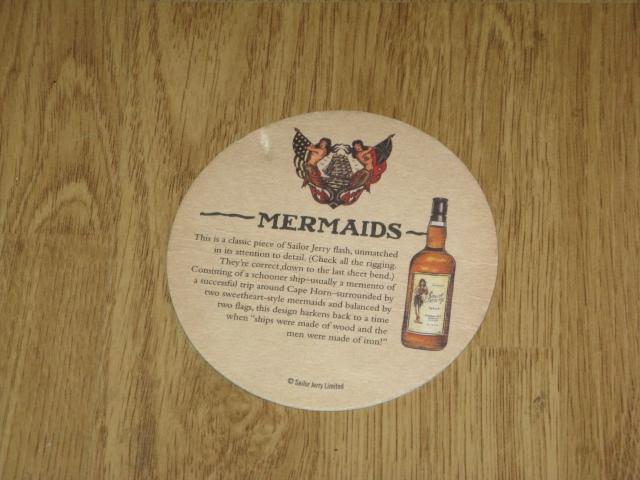 MERMAIDS
This is a classic piece of Sailor Jerry flash, unmatched
in its attention to detail. (Check all the rigging.
They're correct,down to the last sheet bend.)
Consisting of a schooner ship–usually a memento of
a successful trip around Cape Horn–surrounded by
two sweetheart-style mermaids and balanced by
two flags, this design harkens back to a time
when "ships were made of wood and the
men were made of iron!"
© Sailor Jerry Limited